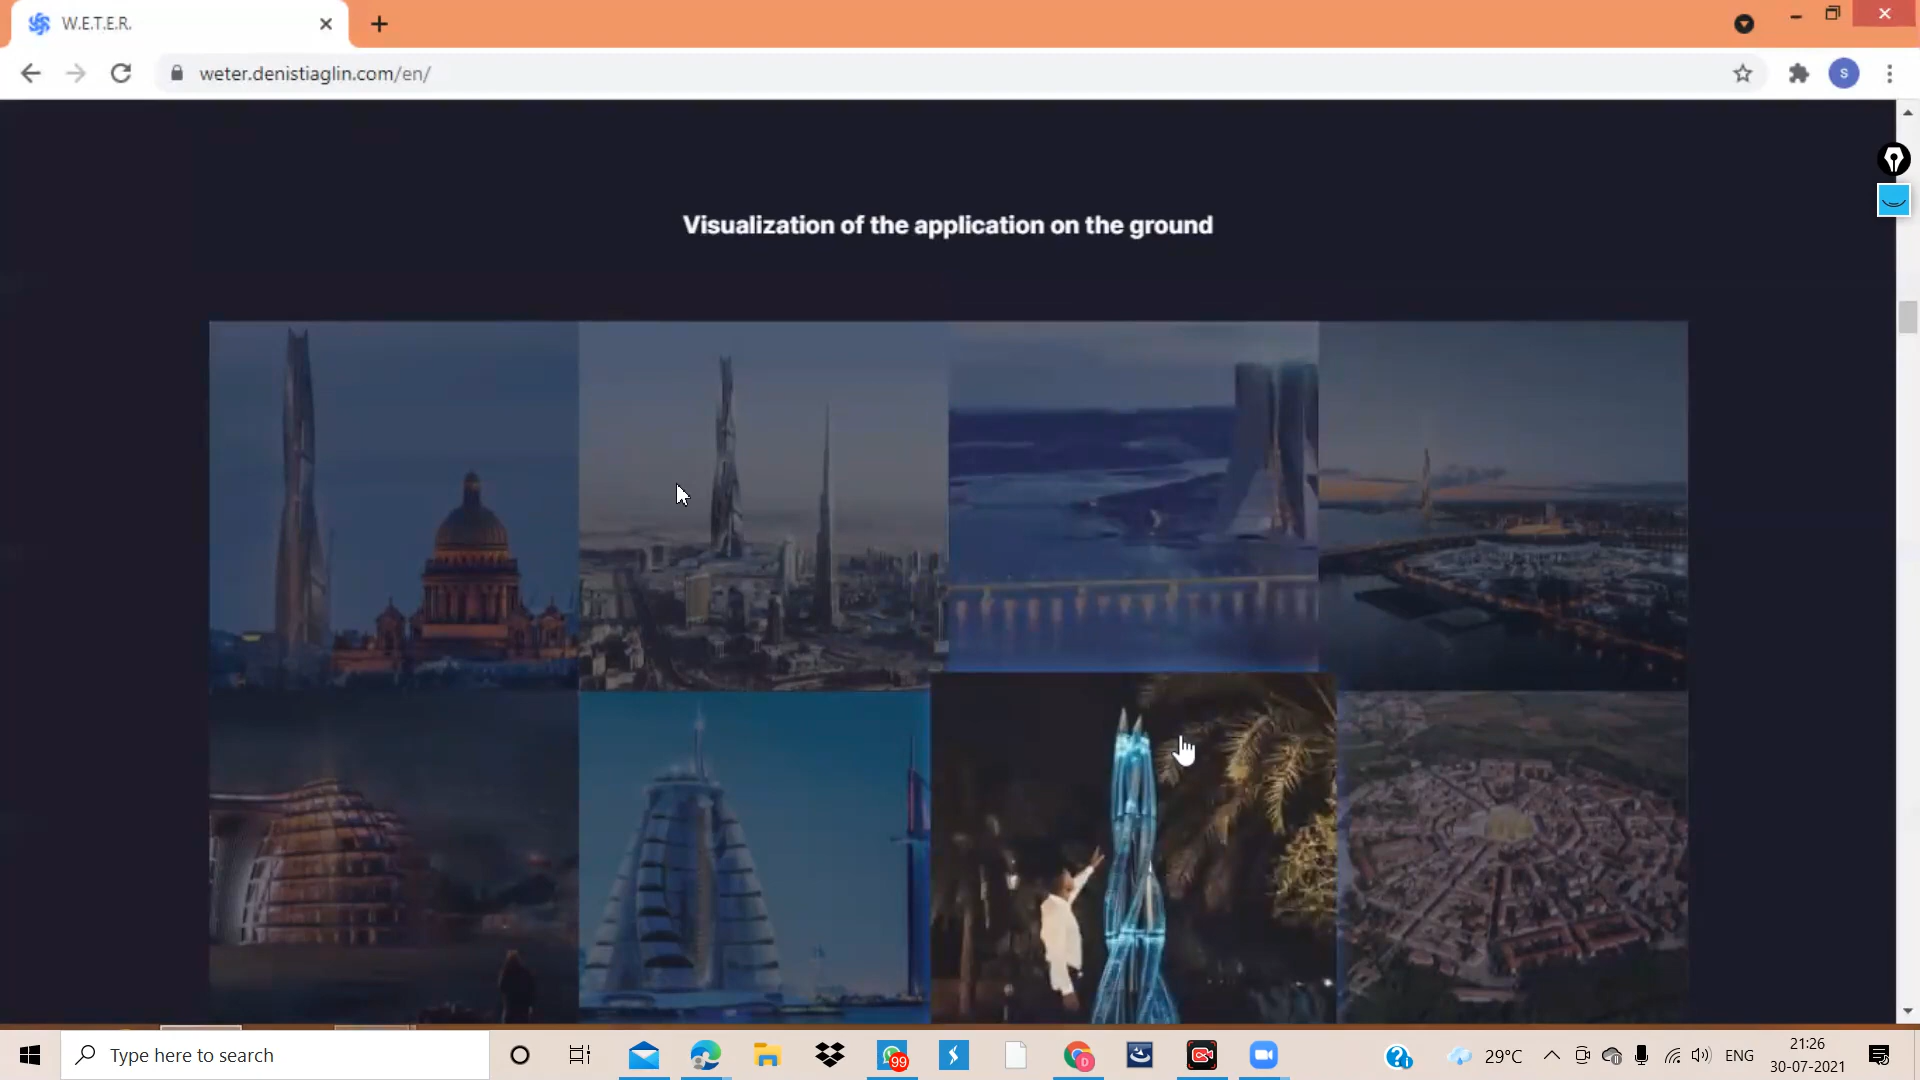 W.E.T.E.R.
weter.denistiaglin.com/en/
S
Visualization of the application on the ground
Type here to search
99
D
29°C
ENG
21:26
30-07-2021